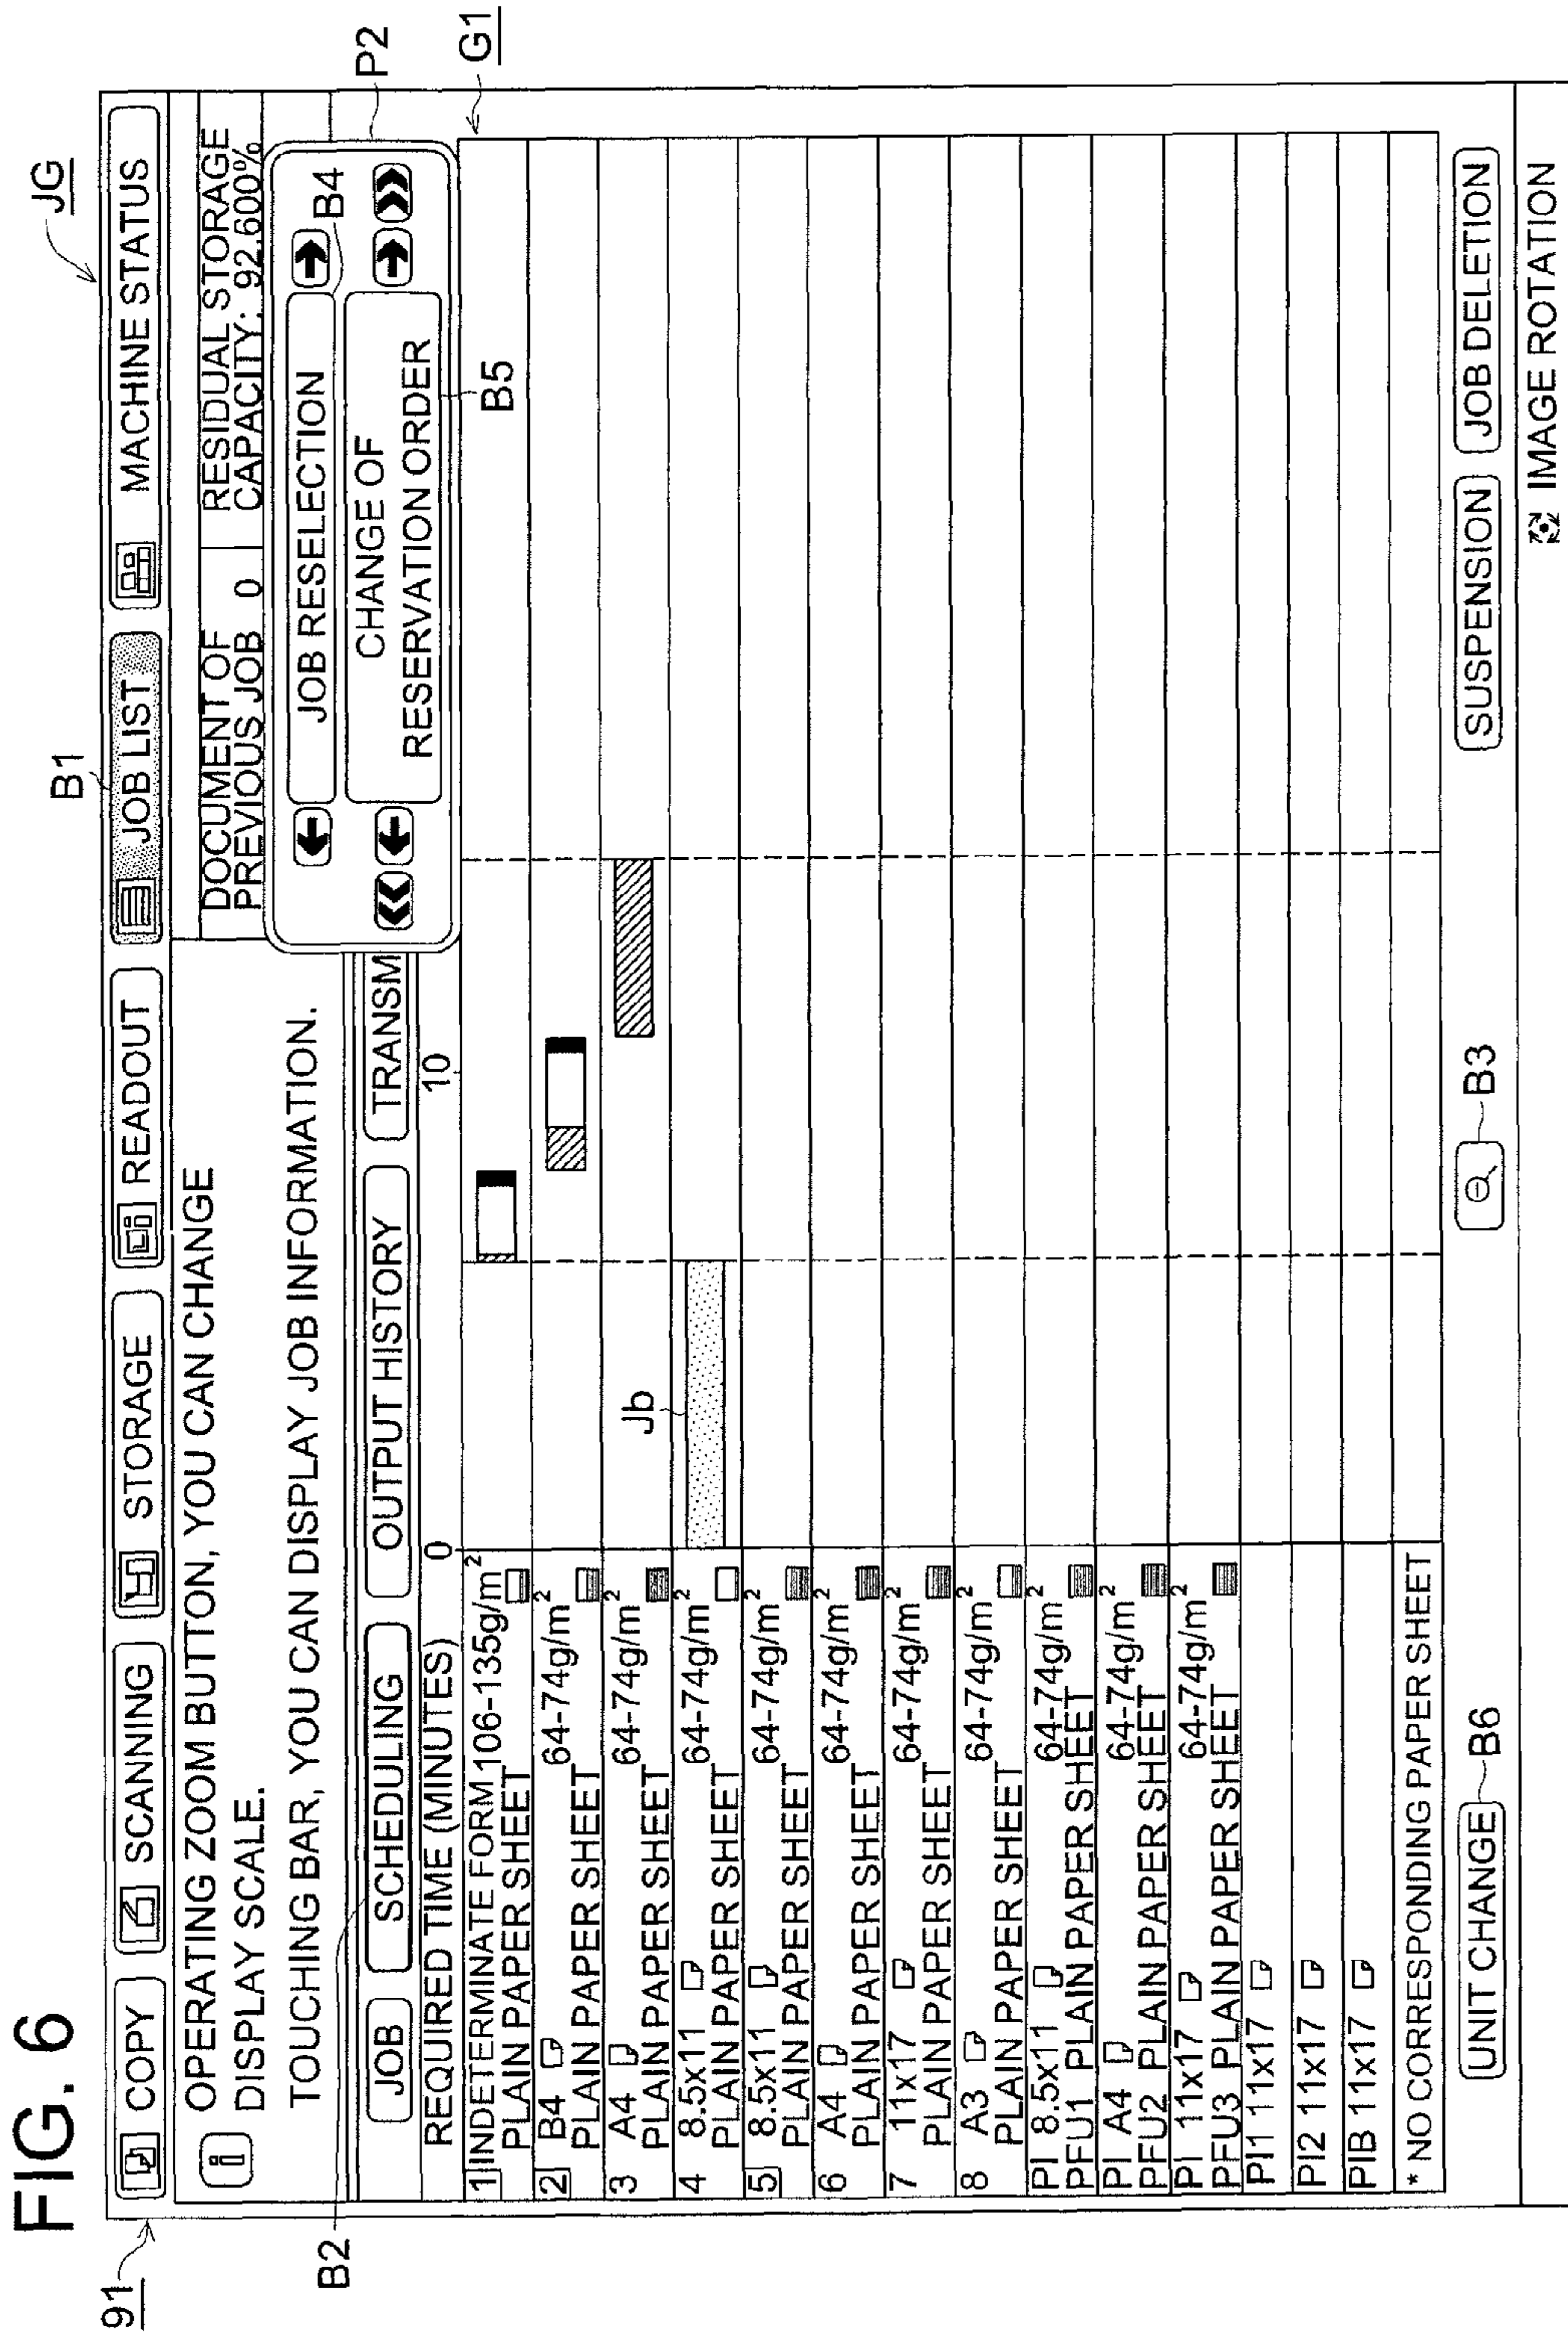 FIG. 6
91
JG
B1
COPY
SCANNING
STORAGE
READOUT
JOB LIST
MACHINE STATUS
i
OPERATING ZOOM BUTTON, YOU CAN CHANGE
DISPLAY SCALE.
TOUCHING BAR, YOU CAN DISPLAY JOB INFORMATION.
DOCUMENT OF
PREVIOUS JOB 0
RESIDUAL STORAGE
CAPACITY: 92.600%
JOB RESELECTION
B4
CHANGE OF
RESERVATION ORDER
P2
B5
G1
B2
JOB
SCHEDULING
OUTPUT HISTORY
TRANSM
REQUIRED TIME (MINUTES)
0
10
1 INDETERMINATE FORM 106-135g/m²
PLAIN PAPER SHEET
2 B4 64-74g/m²
PLAIN PAPER SHEET
3 A4 64-74g/m²
PLAIN PAPER SHEET
Jb
4 8.5x11 64-74g/m²
PLAIN PAPER SHEET
5 8.5x11 64-74g/m²
PLAIN PAPER SHEET
6 A4 64-74g/m²
PLAIN PAPER SHEET
7 11x17 64-74g/m²
PLAIN PAPER SHEET
8 A3 64-74g/m²
PLAIN PAPER SHEET
PI 8.5x11 64-74g/m²
PFU1 PLAIN PAPER SHEET
PI A4 64-74g/m²
PFU2 PLAIN PAPER SHEET
PI 11x17 64-74g/m²
PFU3 PLAIN PAPER SHEET
PI1 11x17
PI2 11x17
PIB 11x17
* NO CORRESPONDING PAPER SHEET
UNIT CHANGE
B6
B3
SUSPENSION
JOB DELETION
IMAGE ROTATION